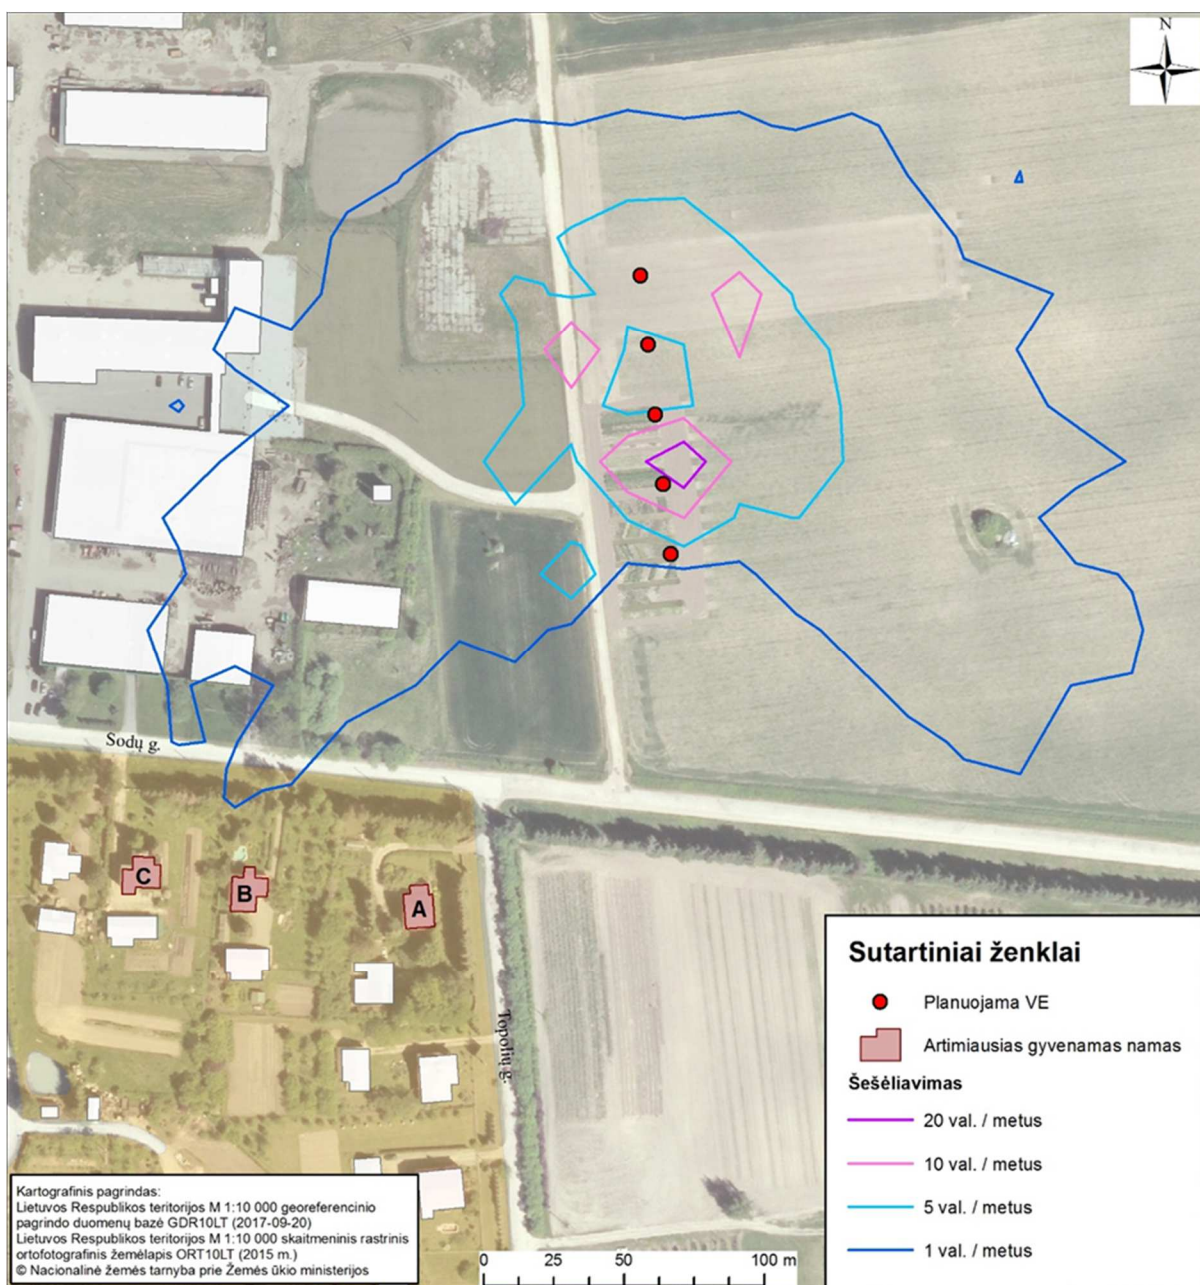 N
Sodų g.
C
B
A
Topolių g.
Sutartiniai ženklai
Planuojama VE
Artimiausias gyvenamas namas
Šešėliavimas
20 val. / metus
10 val. / metus
5 val. / metus
1 val. / metus
Kartografinis pagrindas:
Lietuvos Respublikos teritorijos M 1:10 000 georeferencinio
pagrindo duomenų bazė GDR10LT (2017-09-20)
Lietuvos Respublikos teritorijos M 1:10 000 skaitmeninis rastrinis
ortofotografinis žemėlapis ORT10LT (2015 m.)
© Nacionalinė žemės tarnyba prie Žemės ūkio ministerijos
0 25 50 100 m